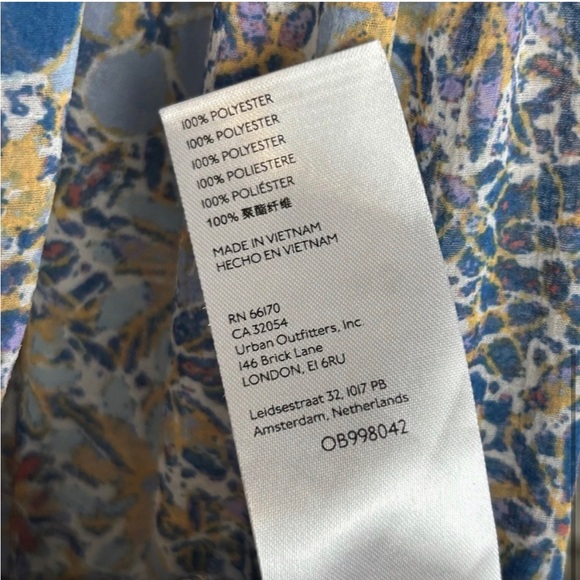 100% POLYESTER
100% POLYESTER
100% POLYESTER
100% POLIESTERE
100% POLIÉSTER
100% 聚酯纤维
MADE IN VIETNAM
HECHO EN VIETNAM
RN 66170
CA 32054
Urban Outfitters, Inc.
146 Brick Lane
LONDON, E1 6RU
Leidsestraat 32, 1017 PB
Amsterdam, Netherlands
OB998042